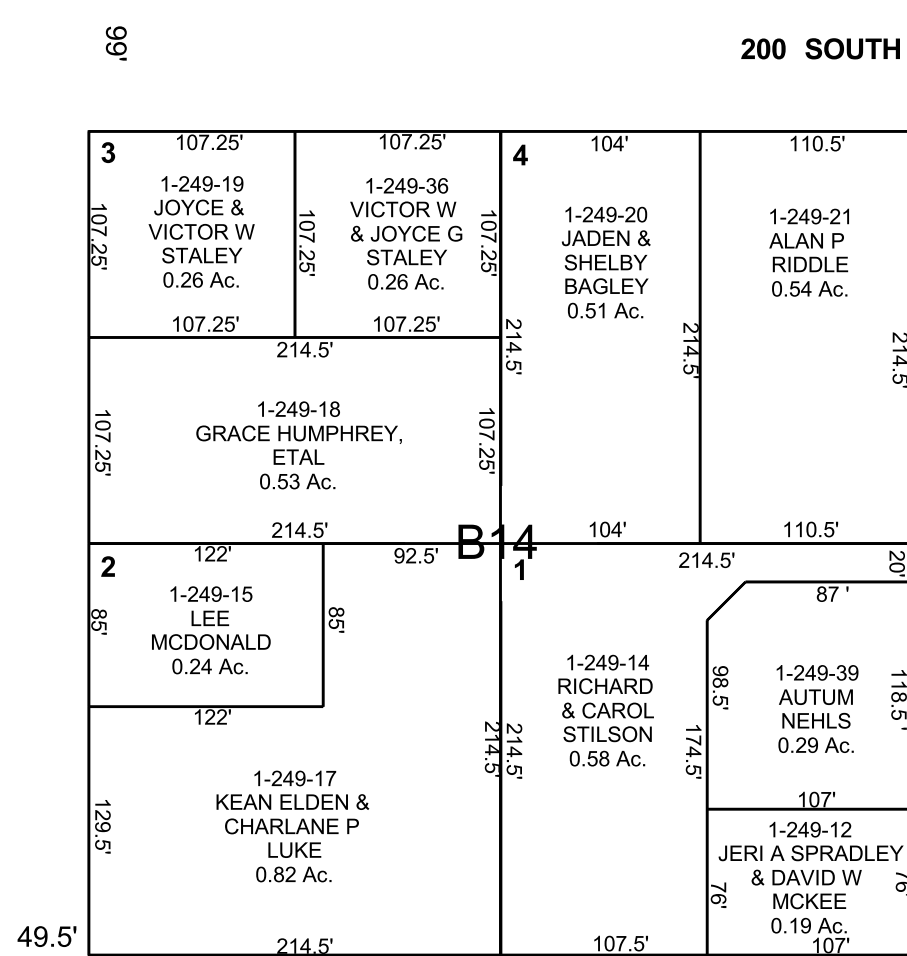 99'
200 SOUTH
3
107.25'
107.25'
4
104'
110.5'
1-249-19
JOYCE &
VICTOR W
STALEY
0.26 Ac.
107.25'
107.25'
1-249-36
VICTOR W
& JOYCE G
STALEY
0.26 Ac.
107.25'
107.25'
107.25'
1-249-20
JADEN &
SHELBY
BAGLEY
0.51 Ac.
214.5'
214.5'
104'
1-249-21
ALAN P
RIDDLE
0.54 Ac.
214.5'
110.5'
214.5'
1-249-18
GRACE HUMPHREY,
ETAL
0.53 Ac.
107.25'
107.25'
214.5'
B14
2
122'
92.5'
1-249-15
LEE
MCDONALD
0.24 Ac.
85'
85'
122'
1-249-17
KEAN ELDEN &
CHARLANE P
LUKE
0.82 Ac.
129.5'
214.5'
214.5'
49.5'
1
214.5'
20'
1-249-14
RICHARD
& CAROL
STILSON
0.58 Ac.
214.5'
174.5'
107.5'
87 '
1-249-39
AUTUM
NEHLS
0.29 Ac.
98.5'
118.5'
107'
1-249-12
JERI A SPRADLEY
& DAVID W
MCKEE
0.19 Ac.
76'
76'
107'